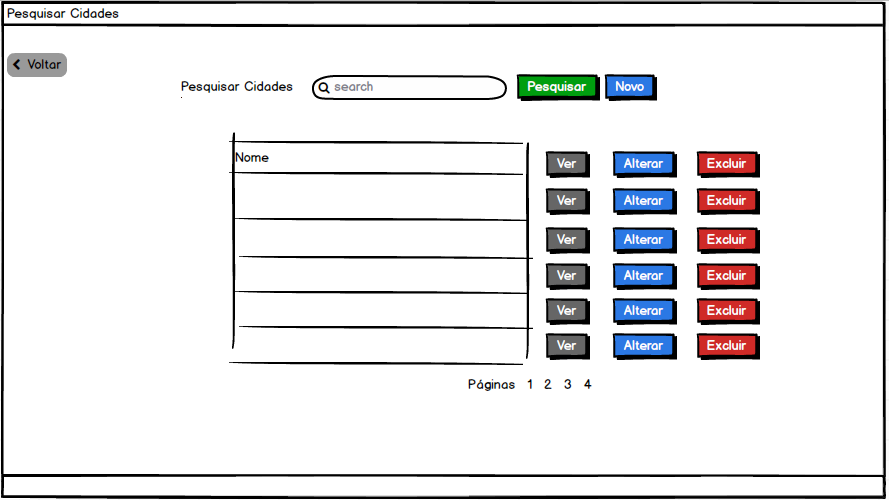 Pesquisar Cidades
Voltar
Pesquisar Cidades search Pesquisar Novo
Nome Ver Alterar Excluir
Ver Alterar Excluir
Ver Alterar Excluir
Ver Alterar Excluir
Ver Alterar Excluir
Ver Alterar Excluir
Páginas 1 2 3 4